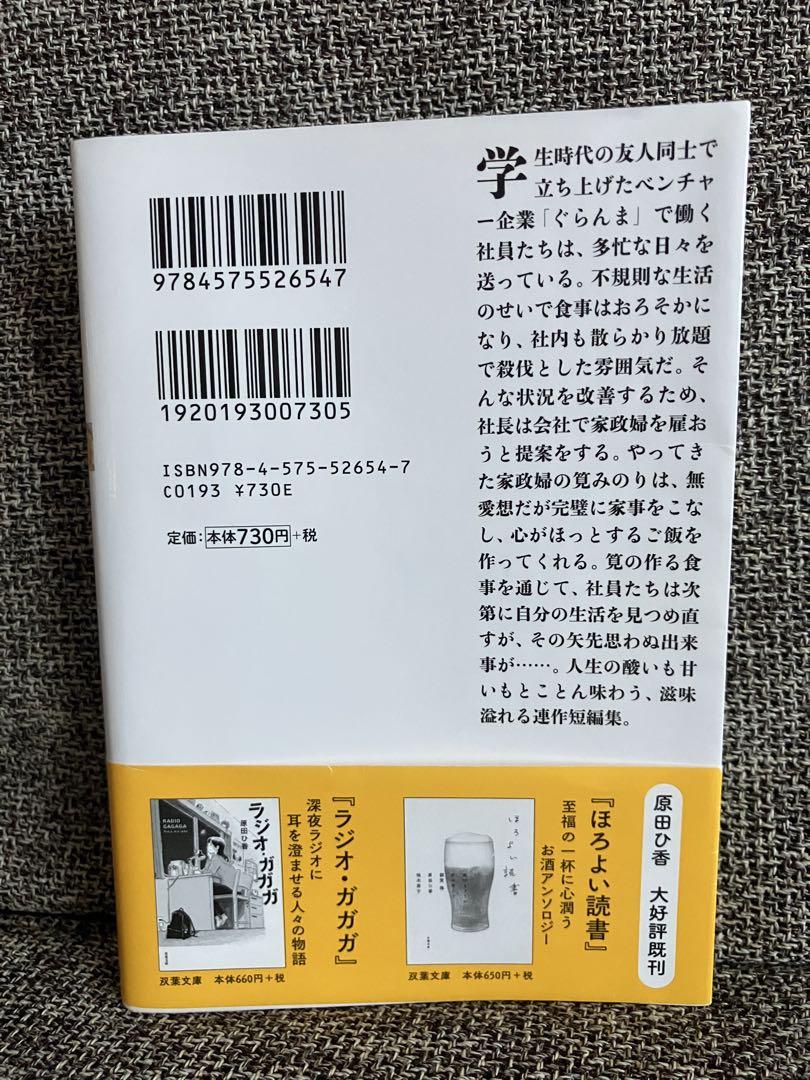 9784575526547
1920193007305
ISBN978-4-575-52654-7
C0193 ¥730E
定価:本体730円+税
学生時代の友人同士で
立ち上げたベンチャ
ー企業「ぐらんま」で働く
社員たちは、多忙な日々を
送っている。不規則な生活
のせいで食事はおろそかに
なり、社内も散らかり放題
で殺伐とした雰囲気だ。そ
んな状況を改善するため、
社長は会社で家政婦を雇お
うと提案をする。やってき
た家政婦の筧みのりは、無
愛想だが完璧に家事をこな
し、心がほっとするご飯を
作ってくれる。筧の作る食
事を通じて、社員たちは次
第に自分の生活を見つめ直
すが、その矢先思わぬ出来
事が……。人生の酸いも甘
いもとことん味わう、滋味
溢れる連作短編集。
原田ひ香 大好評既刊
『ほろよい読書』
至福の一杯に心潤う
お酒アンソロジー
ほろよい読書
双葉文庫 本体650円+税
『ラジオ・ガガガ』
深夜ラジオに
耳を澄ませる人々の物語
ラジオ・ガガガ
原田ひ香
RADIO
GAGAGA
双葉文庫 本体660円+税